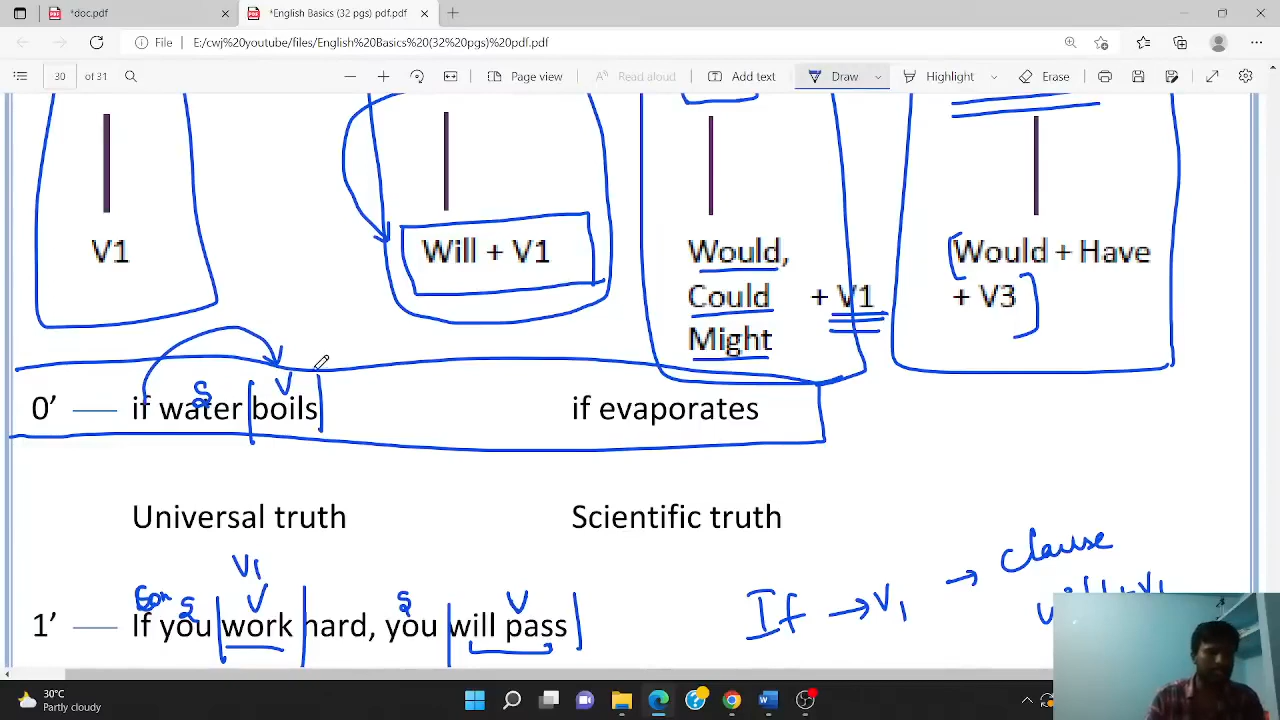 *doc.pdf
*English Basics (32 pgs) pdf.pdf
File
E:/cwj%20youtube/files/English%20Basics%20(32%20pgs)%20pdf.pdf
30 of 31
Page view
Read aloud
Add text
Draw
Highlight
Erase
V1
Will + V1
Would,
Could + V1
Might
Would + Have
+ V3
S V
0’ if water boils if evaporates
Universal truth Scientific truth
Clause
V1
S V S V
If → V1 →
1’ If you work hard, you will pass
30°C
Partly cloudy